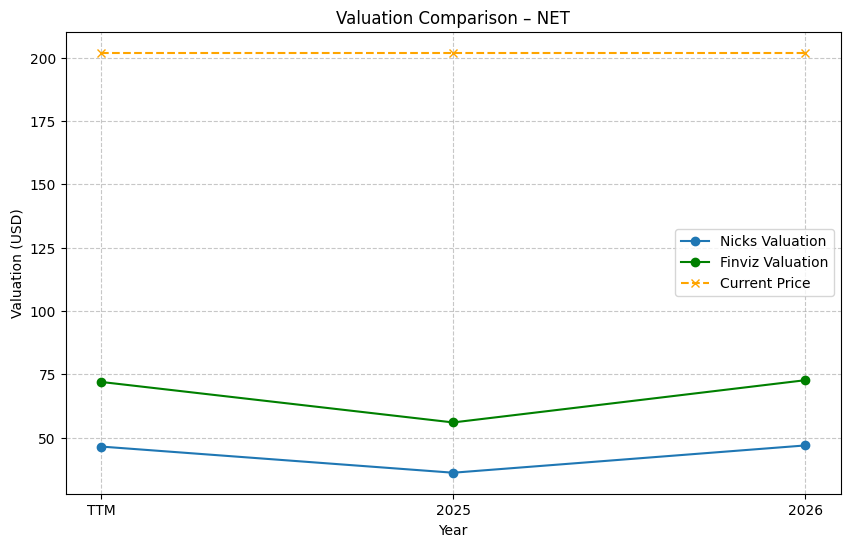 Valuation Comparison – NET
Valuation (USD)
200
175
150
125
100
75
50
Nicks Valuation
Finviz Valuation
Current Price
TTM
2025
2026
Year